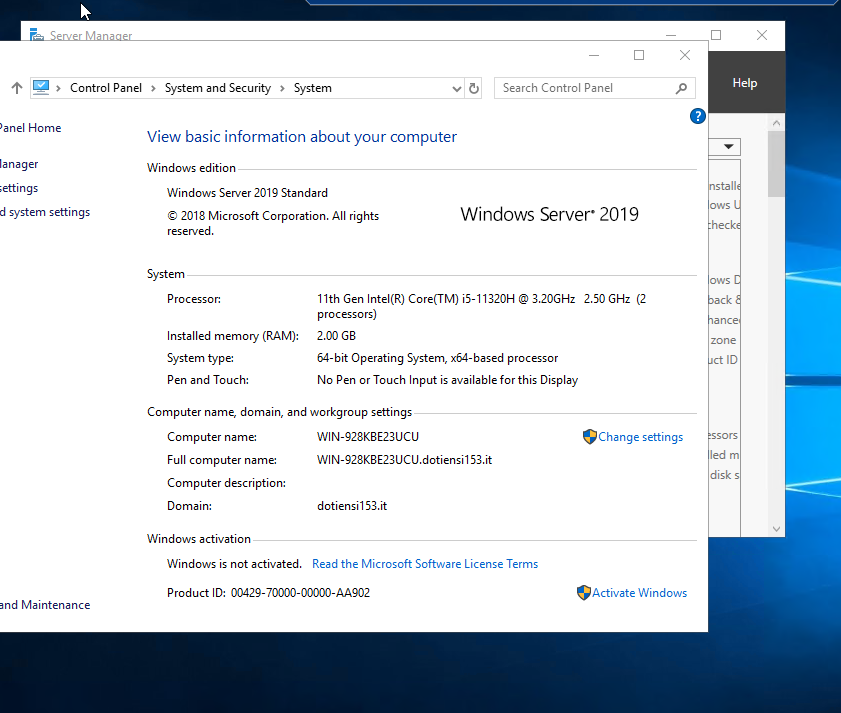 Server Manager
Control Panel > System and Security > System
Search Control Panel
Help
?
Panel Home
View basic information about your computer
Manager
settings
d system settings
Windows edition
Windows Server 2019 Standard
© 2018 Microsoft Corporation. All rights
reserved.
Windows Server 2019
System
Processor: 11th Gen Intel(R) Core(TM) i5-11320H @ 3.20GHz 2.50 GHz (2
processors)
Installed memory (RAM): 2.00 GB
System type: 64-bit Operating System, x64-based processor
Pen and Touch: No Pen or Touch Input is available for this Display
Computer name, domain, and workgroup settings
Computer name: WIN-928KBE23UCU
Change settings
Full computer name: WIN-928KBE23UCU.dotiensi153.it
Computer description:
Domain: dotiensi153.it
Windows activation
Windows is not activated. Read the Microsoft Software License Terms
Product ID: 00429-70000-00000-AA902
Activate Windows
and Maintenance
zone
uct ID
essors
lled m
disk s